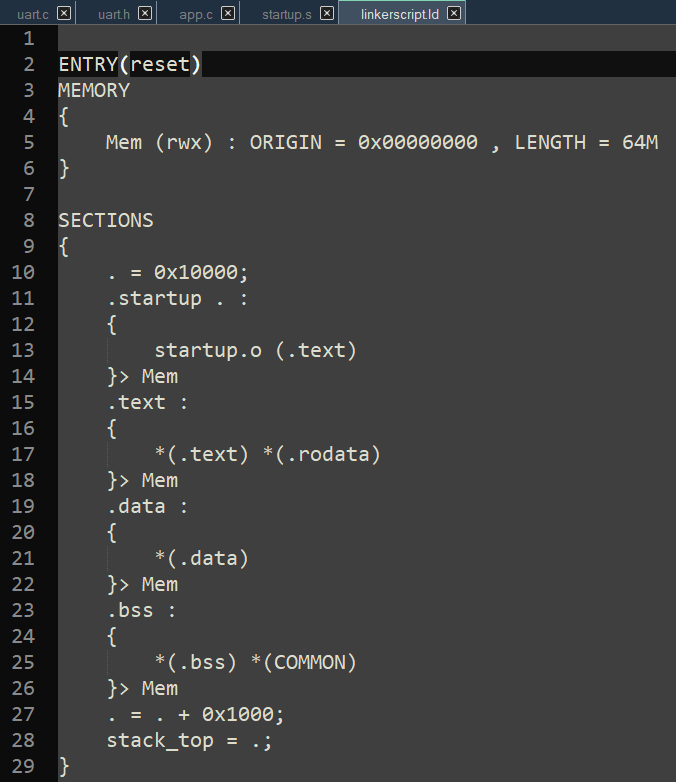 uart.c uart.h app.c startup.s linkerscript.ld
1
2 ENTRY(reset)
3 MEMORY
4 {
5     Mem (rwx) : ORIGIN = 0x00000000 , LENGTH = 64M
6 }
7
8 SECTIONS
9 {
10     . = 0x10000;
11     .startup . :
12     {
13         startup.o (.text)
14     }> Mem
15     .text :
16     {
17         *(.text) *(.rodata)
18     }> Mem
19     .data :
20     {
21         *(.data)
22     }> Mem
23     .bss :
24     {
25         *(.bss) *(COMMON)
26     }> Mem
27     . = . + 0x1000;
28     stack_top = .;
29 }